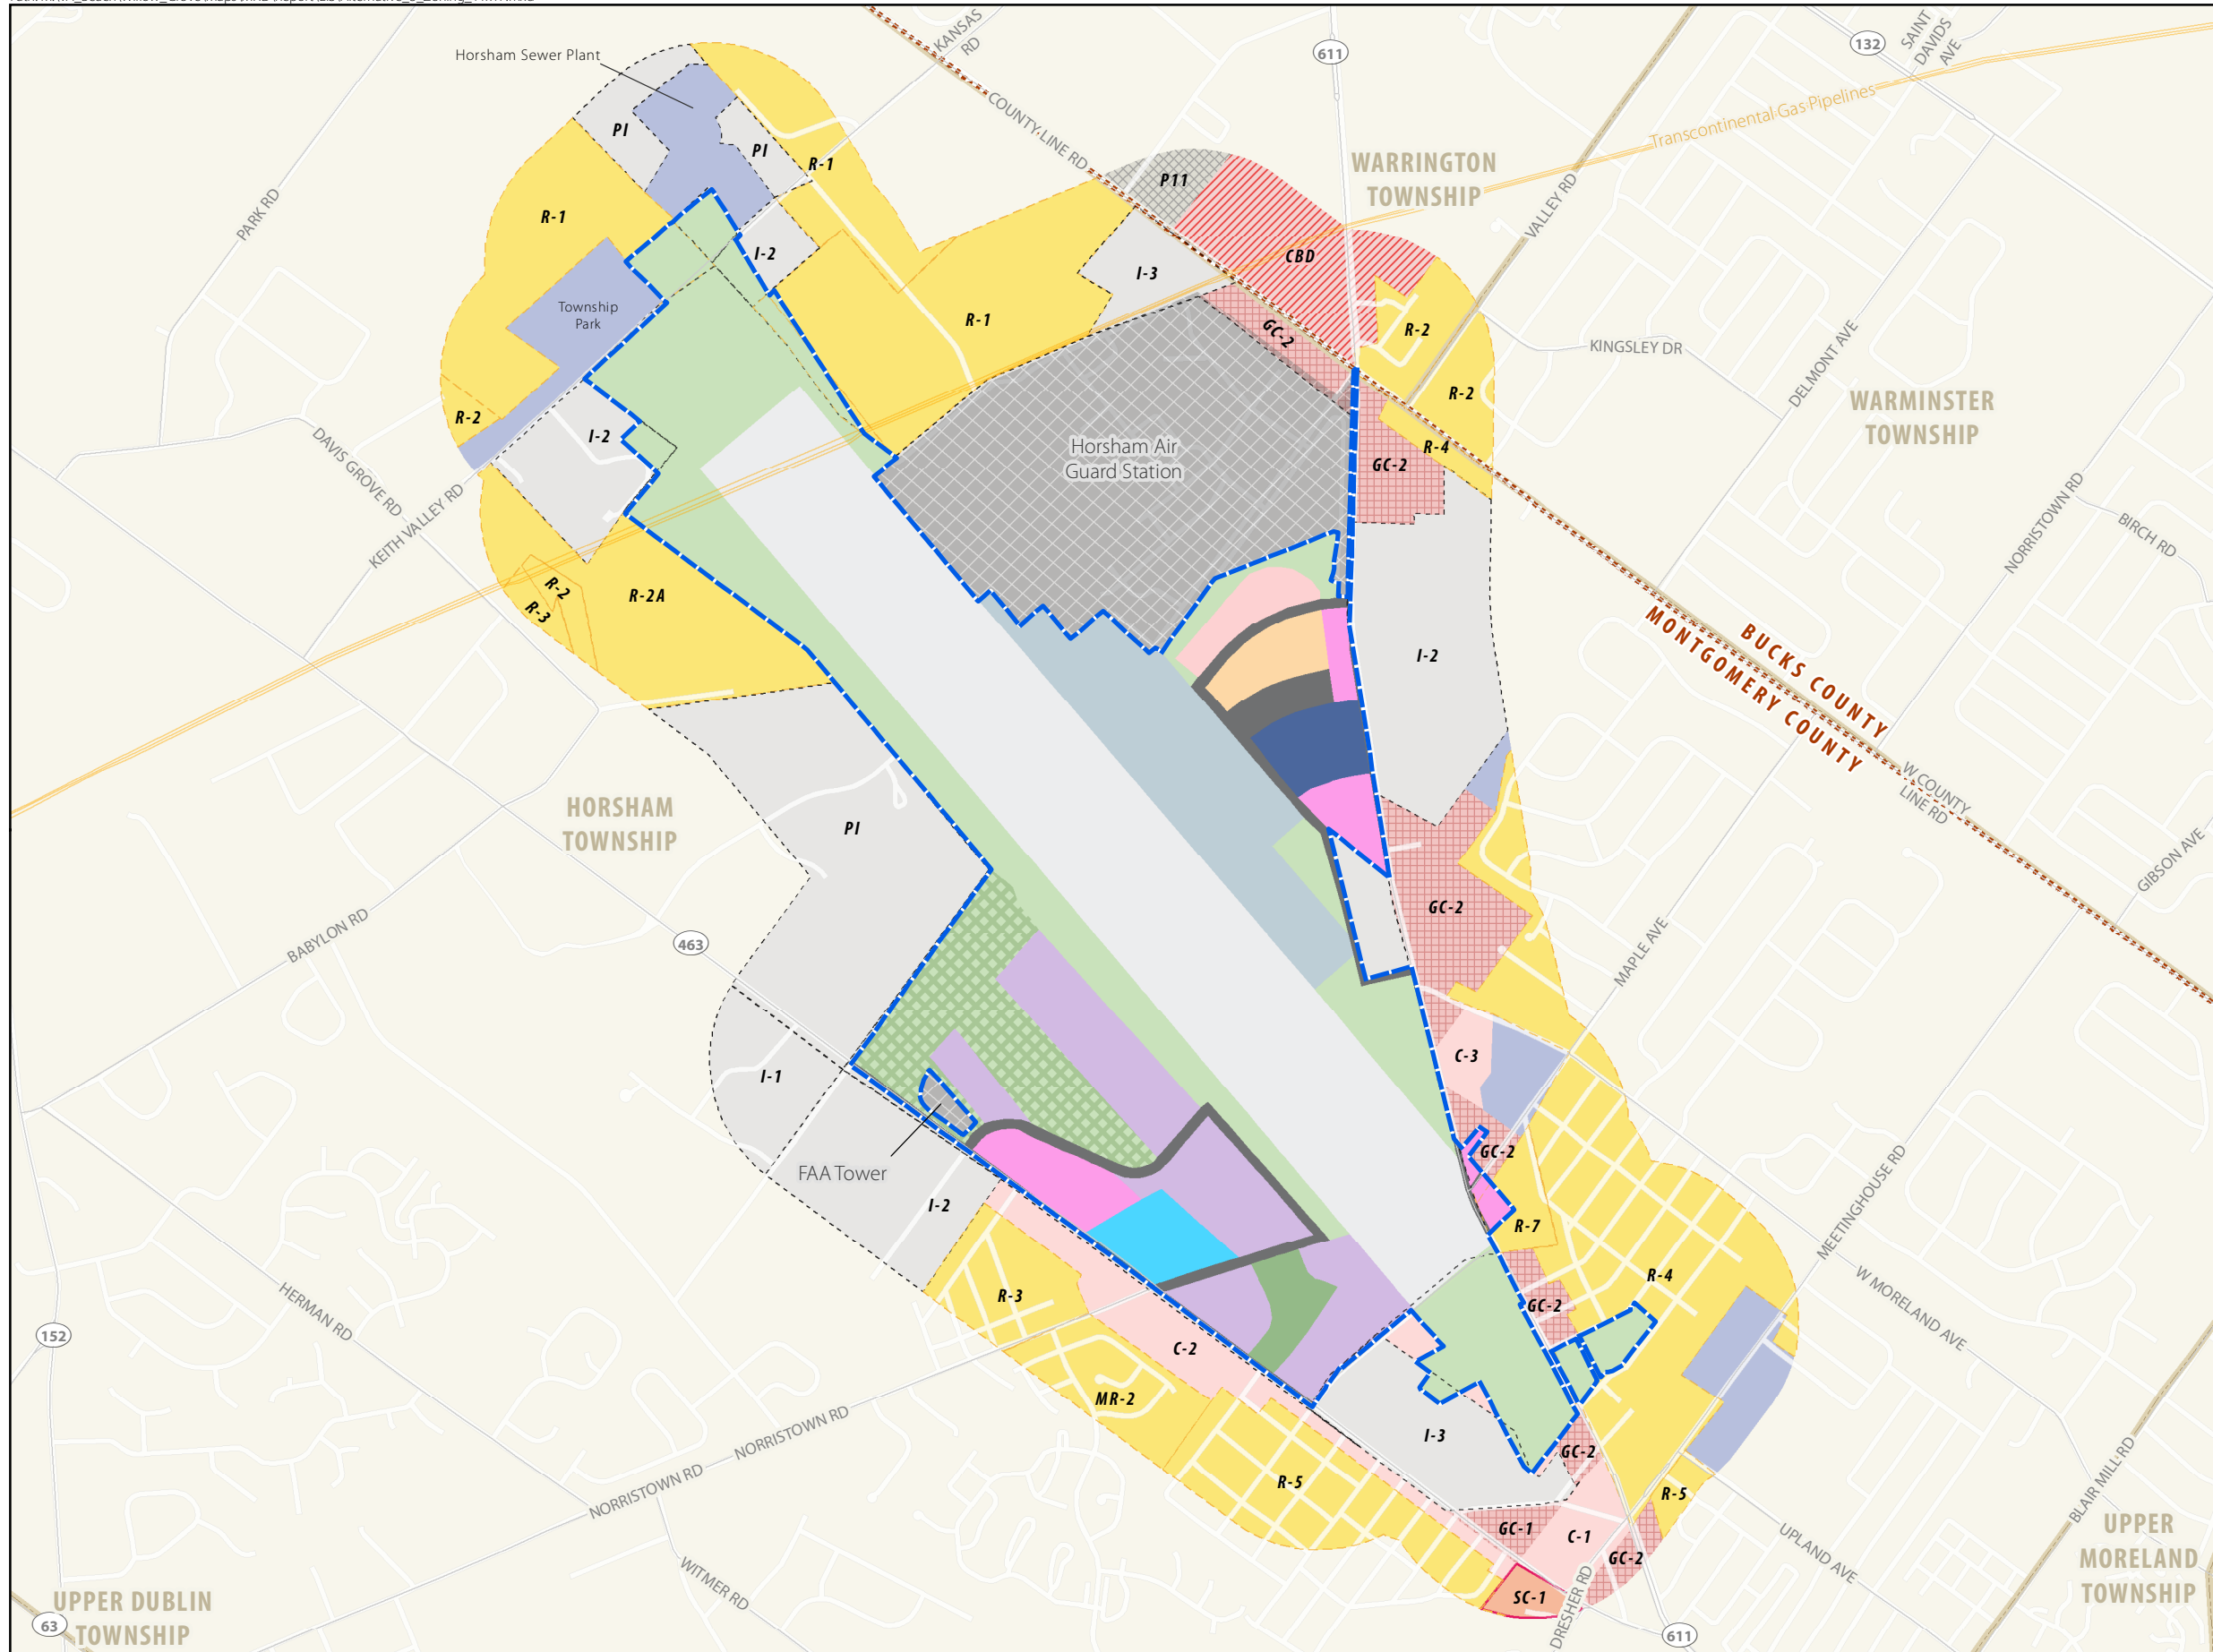 KANSAS
RD
SAINT
DAVIDS
AVE
611
132
Horsham Sewer Plant
COUNTY LINE RD
Transcontinental Gas Pipelines
PI
PI
R-1
P11
WARRINGTON
TOWNSHIP
VALLEY RD
PARK RD
R-1
I-2
I-3
CBD
Township
Park
R-1
GC-2
R-2
KINGSLEY DR
DELMONT AVE
R-2
WARMINSTER
TOWNSHIP
R-2
I-2
DAVIS GROVE RD
Horsham Air
Guard Station
R-4
GC-2
KEITH VALLEY RD
NORRISTOWN RD
BIRCH RD
R-2
R-3
R-2A
I-2
BUCKS COUNTY
MONTGOMERY COUNTY
HORSHAM
TOWNSHIP
PI
W COUNTY
LINE RD
GIBSON AVE
GC-2
BABYLON RD
463
MAPLE AVE
I-1
C-3
FAA Tower
GC-2
I-2
R-7
MEETINGHOUSE RD
R-3
R-4
GC-2
W MORELAND AVE
HERMAN RD
152
C-2
MR-2
NORRISTOWN RD
NORRISTOWN RD
I-3
GC-2
R-5
R-5
BLAIR MILL RD
GC-1
C-1
GC-2
UPLAND AVE
UPPER
MORELAND
TOWNSHIP
WITMER RD
SC-1
DRESHER RD
UPPER DUBLIN
TOWNSHIP
63
611